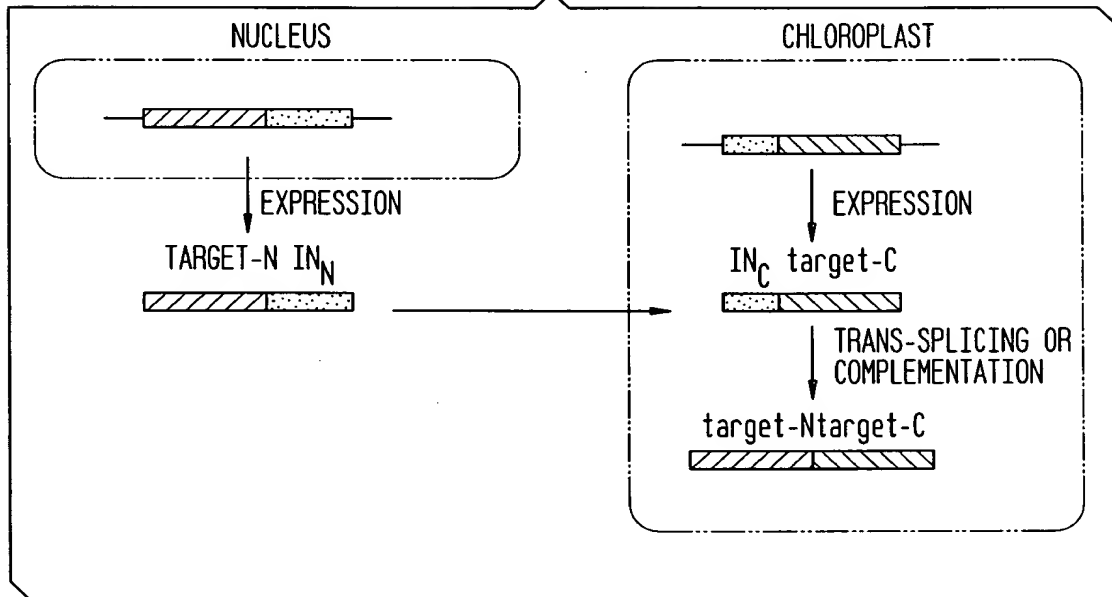 NUCLEUS
EXPRESSION
TARGET-N IN_N
CHLOROPLAST
EXPRESSION
IN_C target-C
TRANS-SPLICING OR
COMPLEMENTATION
target-Ntarget-C